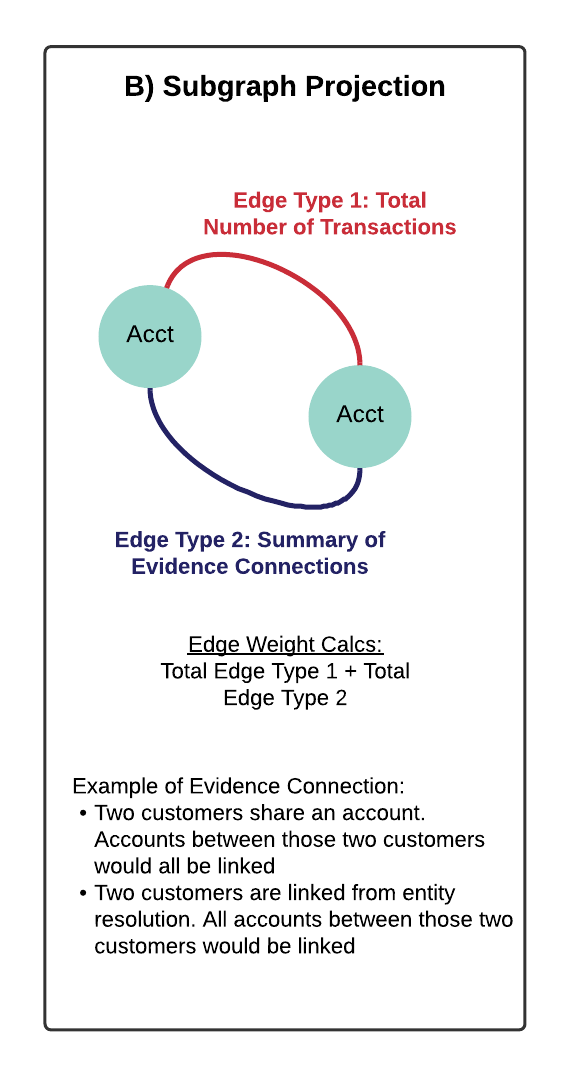 B) Subgraph Projection
Edge Type 1: Total
Number of Transactions
Acct
Acct
Edge Type 2: Summary of
Evidence Connections
Edge Weight Calcs:
Total Edge Type 1 + Total
Edge Type 2
Example of Evidence Connection:
• Two customers share an account.
Accounts between those two customers
would all be linked
• Two customers are linked from entity
resolution. All accounts between those two
customers would be linked